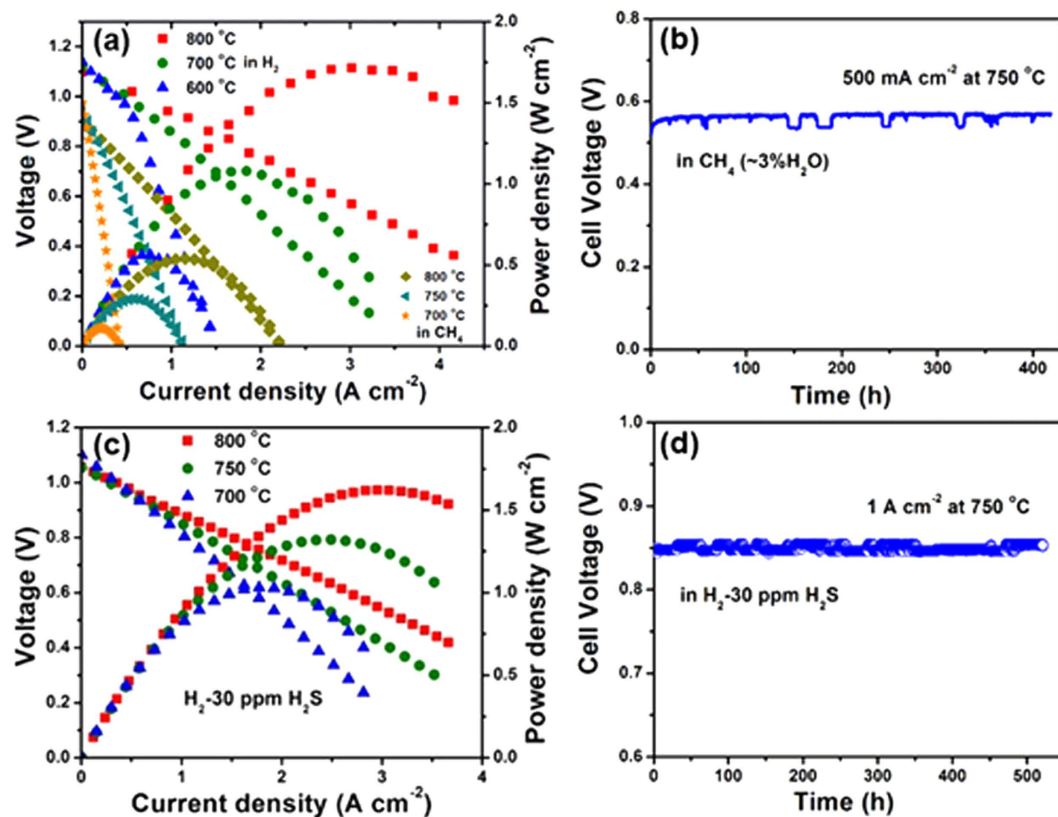 (a)
800 °C
700 °C in H2
600 °C
Voltage (V)
1.2
1.0
0.8
0.6
0.4
0.2
0.0
2.0
1.5
1.0
0.5
0.0
Power density (W cm-2)
800 °C
750 °C
700 °C
in CH4
0 1 2 3 4
Current density (A cm-2)
(b)
500 mA cm-2 at 750 °C
in CH4 (~3%H2O)
Cell Voltage (V)
0.8
0.6
0.4
0.2
0.0
0 100 200 300 400
Time (h)
(c)
800 °C
750 °C
700 °C
Voltage (V)
1.2
1.0
0.8
0.6
0.4
0.2
0.0
2.0
1.5
1.0
0.5
0.0
Power density (W cm-2)
H2-30 ppm H2S
0 1 2 3 4
Current density (A cm-2)
(d)
1 A cm-2 at 750 °C
in H2-30 ppm H2S
Cell Voltage (V)
1.0
0.9
0.8
0.7
0.6
0 100 200 300 400 500
Time (h)